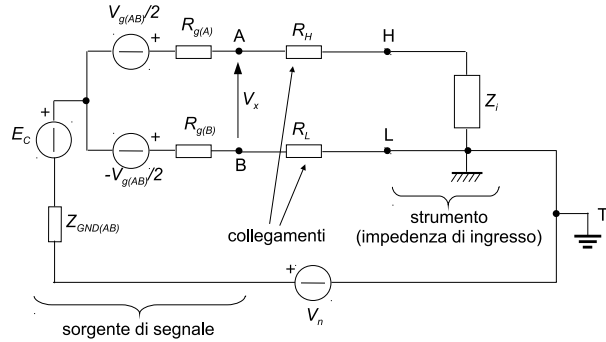 V_g(AB)/2
+
R_g(A)
A
R_H
H
V_x
Z_i
+
E_C
R_g(B)
+
B
R_L
L
-V_g(AB)/2
Z_GND(AB)
collegamenti
strumento
(impedenza di ingresso)
T
+
V_n
sorgente di segnale